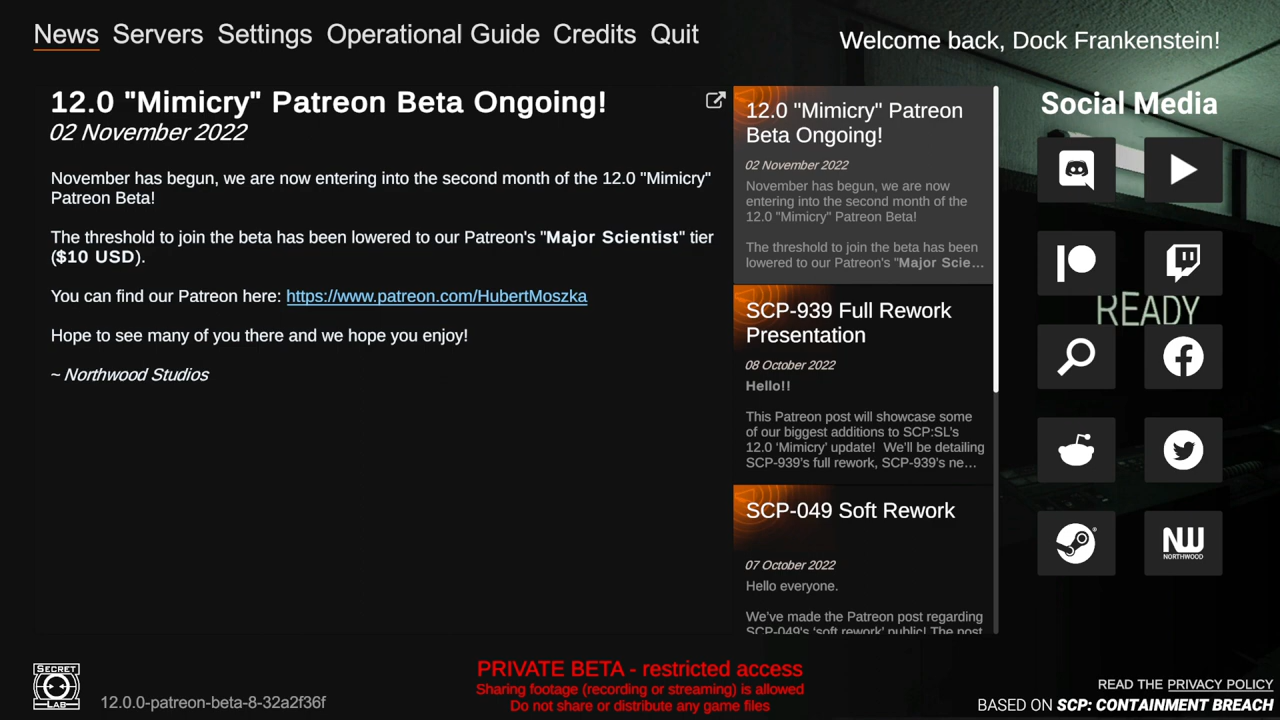 News Servers Settings Operational Guide Credits Quit
Welcome back, Dock Frankenstein!
12.0 "Mimicry" Patreon Beta Ongoing!
02 November 2022
November has begun, we are now entering into the second month of the 12.0 "Mimicry"
Patreon Beta!
The threshold to join the beta has been lowered to our Patreon's "Major Scientist" tier
($10 USD).
You can find our Patreon here: https://www.patreon.com/HubertMoszka
Hope to see many of you there and we hope you enjoy!
~ Northwood Studios
12.0 "Mimicry" Patreon
Beta Ongoing!
02 November 2022
November has begun, we are now
entering into the second month of the
12.0 "Mimicry" Patreon Beta!
The threshold to join the beta has been
lowered to our Patreon's "Major Scie...
SCP-939 Full Rework
Presentation
08 October 2022
Hello!!
This Patreon post will showcase some
of our biggest additions to SCP:SL's
12.0 ‘Mimicry’ update!  We'll be detailing
SCP-939's full rework, SCP-939's ne...
SCP-049 Soft Rework
07 October 2022
Hello everyone.
We've made the Patreon post regarding
SCP-049's ‘soft rework’ public! The post
Social Media
READY
NW
NORTHWOOD
SECRET
LAB
12.0.0-patreon-beta-8-32a2f36f
PRIVATE BETA - restricted access
Sharing footage (recording or streaming) is allowed
Do not share or distribute any game files
READ THE PRIVACY POLICY
BASED ON SCP: CONTAINMENT BREACH